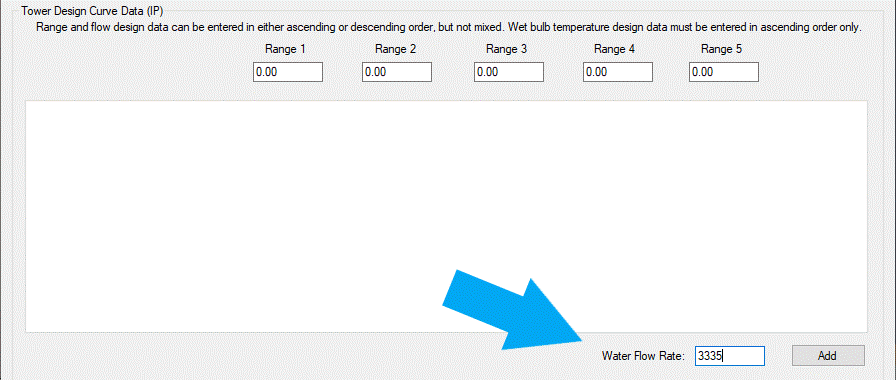 Tower Design Curve Data (IP)
Range and flow design data can be entered in either ascending or descending order, but not mixed. Wet bulb temperature design data must be entered in ascending order only.
Range 1 Range 2 Range 3 Range 4 Range 5
0.00 0.00 0.00 0.00 0.00
Water Flow Rate: 3335 Add